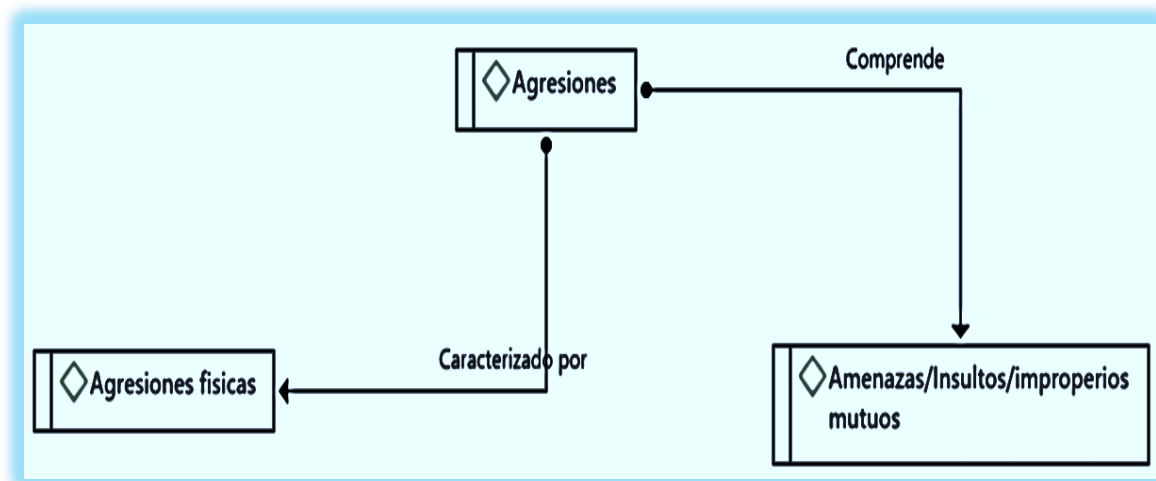 Comprende
Agresiones
Caracterizado por
Agresiones fisicas
Amenazas/Insultos/improperios
mutuos